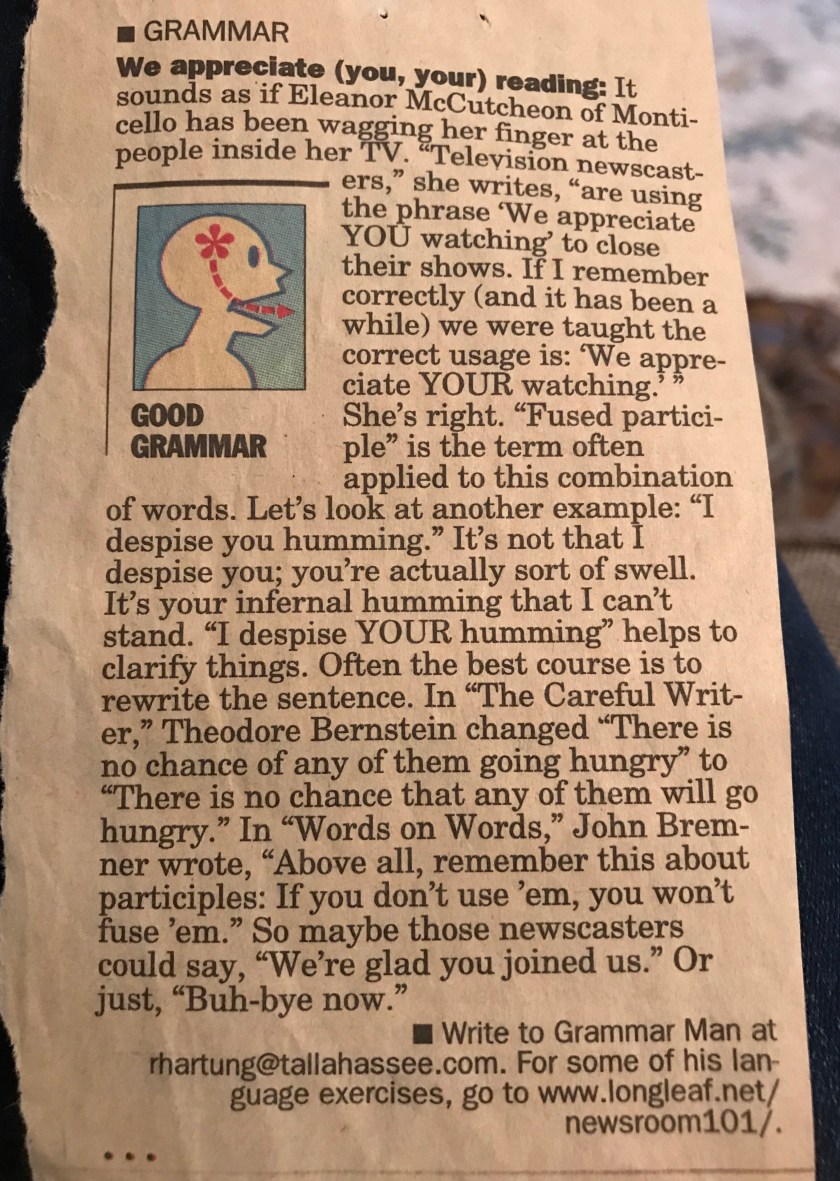 ■ GRAMMAR
We appreciate (you, your) reading: It
sounds as if Eleanor McCutcheon of Monti-
cello has been wagging her finger at the
people inside her TV. “Television newscast-
ers,” she writes, “are using
the phrase ‘We appreciate
YOU watching’ to close
their shows. If I remember
correctly (and it has been a
while) we were taught the
correct usage is: ‘We appre-
ciate YOUR watching.’ ”
GOOD
GRAMMAR
She’s right. “Fused partici-
ple” is the term often
applied to this combination
of words. Let’s look at another example: “I
despise you humming.” It’s not that I
despise you; you’re actually sort of swell.
It’s your infernal humming that I can’t
stand. “I despise YOUR humming” helps to
clarify things. Often the best course is to
rewrite the sentence. In “The Careful Writ-
er,” Theodore Bernstein changed “There is
no chance of any of them going hungry” to
“There is no chance that any of them will go
hungry.” In “Words on Words,” John Brem-
ner wrote, “Above all, remember this about
participles: If you don’t use ’em, you won’t
fuse ’em.” So maybe those newscasters
could say, “We’re glad you joined us.” Or
just, “Buh-bye now.”
■ Write to Grammar Man at
rhartung@tallahassee.com. For some of his lan-
guage exercises, go to www.longleaf.net/
newsroom101/.
• • •